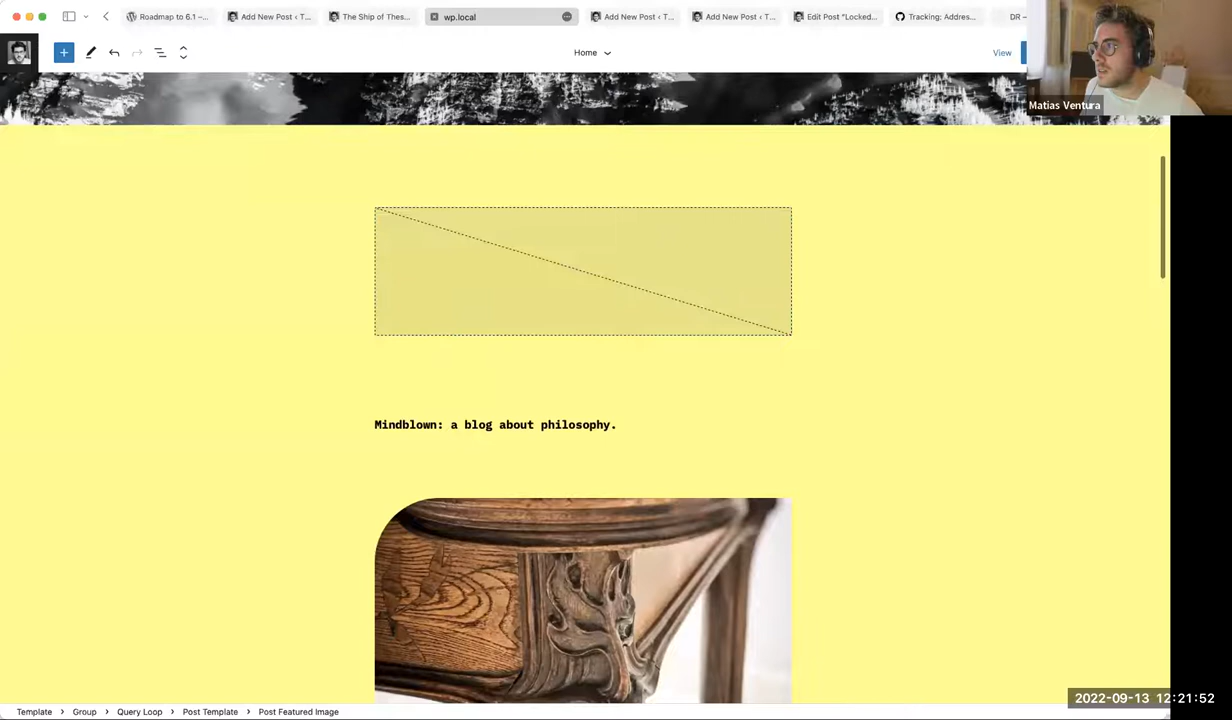 Roadmap to 6.1 –...
Add New Post ‹ T...
The Ship of Thes...
wp.local
Add New Post ‹ T...
Add New Post ‹ T...
Edit Post "Locked...
Tracking: Addres...
DR –
Home
View
Matias Ventura
Mindblown: a blog about philosophy.
2022-09-13 12:21:52
Template > Group > Query Loop > Post Template > Post Featured Image